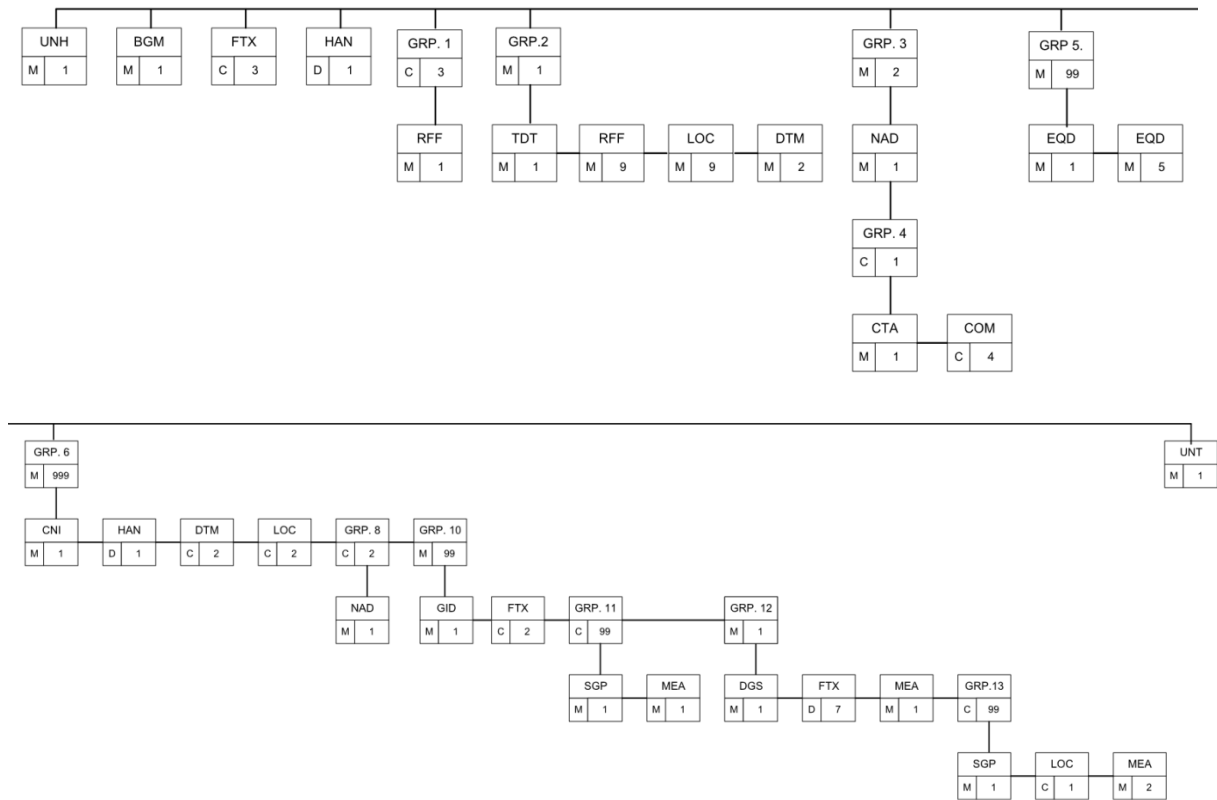 UNH BGM FTX HAN GRP. 1 GRP.2 GRP. 3 GRP 5.
M 1 M 1 C 3 D 1 C 3 M 1 M 2 M 99
RFF TDT RFF LOC DTM NAD EQD EQD
M 1 M 1 M 9 M 9 M 2 M 1 M 1 M 5
GRP. 4
C 1
CTA COM
M 1 C 4
GRP. 6 UNT
M 999 M 1
CNI HAN DTM LOC GRP. 8 GRP. 10
M 1 D 1 C 2 C 2 C 2 M 99
NAD GID FTX GRP. 11 GRP. 12
M 1 M 1 C 2 C 99 M 1
SGP MEA DGS FTX MEA GRP.13
M 1 M 1 M 1 D 7 M 1 C 99
SGP LOC MEA
M 1 C 1 M 2